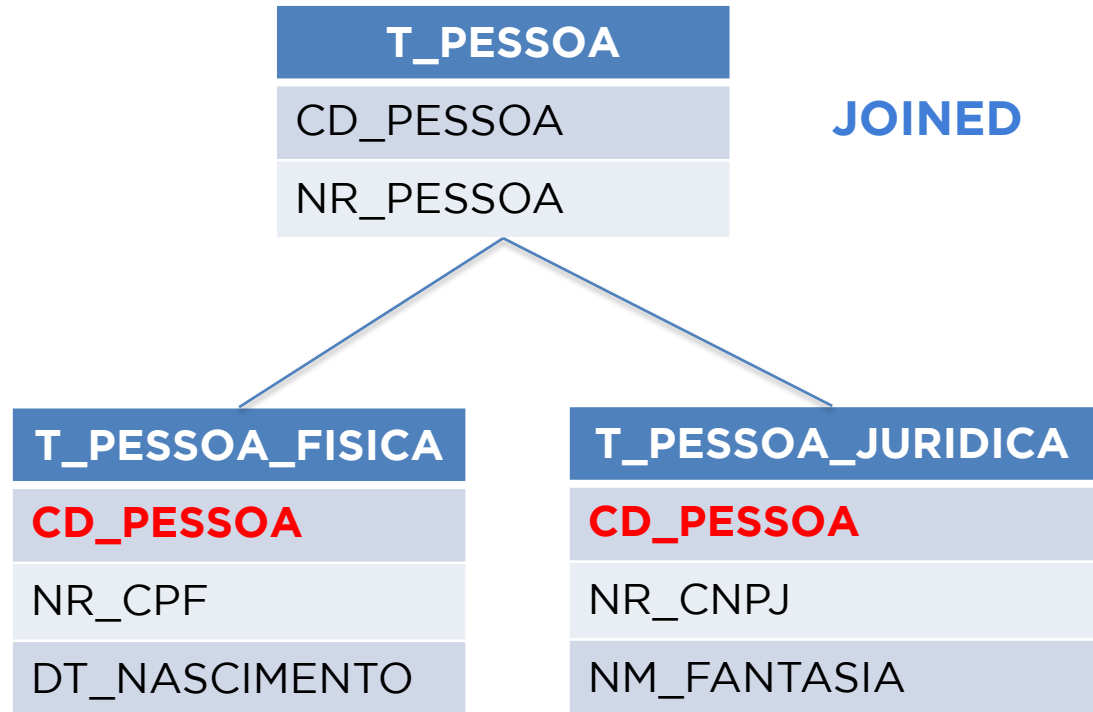 T_PESSOA
CD_PESSOA
NR_PESSOA
JOINED
T_PESSOA_FISICA
CD_PESSOA
NR_CPF
DT_NASCIMENTO
T_PESSOA_JURIDICA
CD_PESSOA
NR_CNPJ
NM_FANTASIA